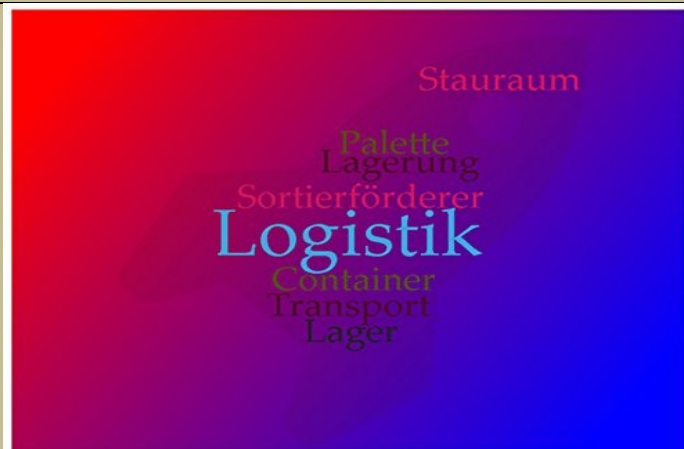 Stauraum
Palette
Lagerung
Sortierförderer
Logistik
Container
Transport
Lager